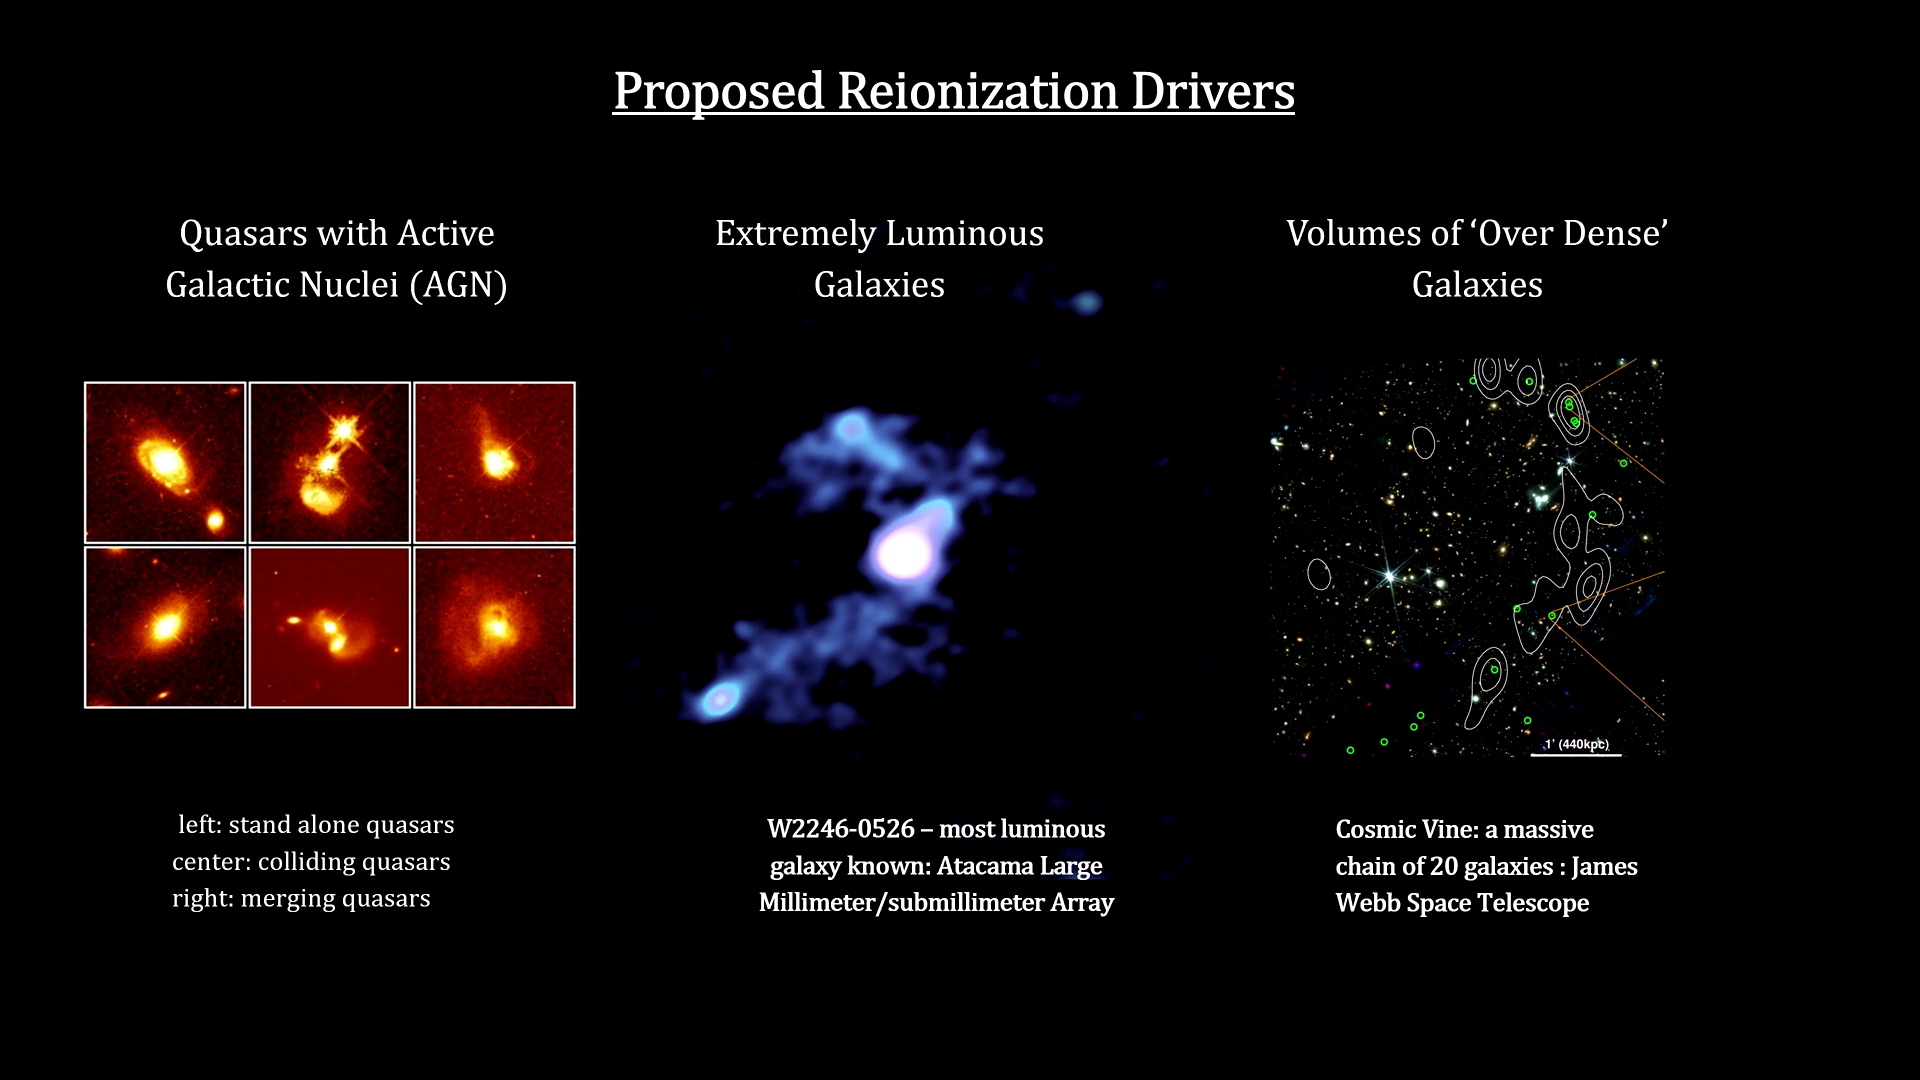 Proposed Reionization Drivers
Quasars with Active
Galactic Nuclei (AGN)
left: stand alone quasars
center: colliding quasars
right: merging quasars
Extremely Luminous
Galaxies
W2246-0526 – most luminous
galaxy known: Atacama Large
Millimeter/submillimeter Array
Volumes of ‘Over Dense’
Galaxies
1' (440kpc)
Cosmic Vine: a massive
chain of 20 galaxies : James
Webb Space Telescope